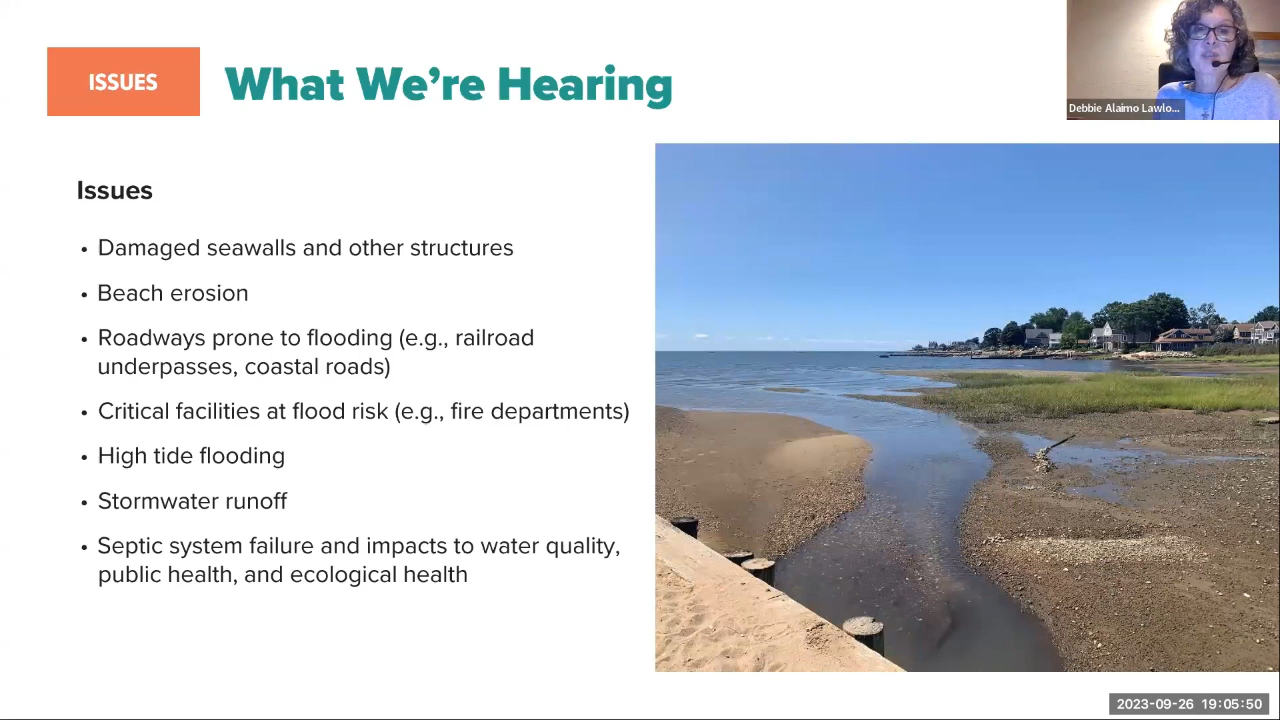 ISSUES
What We're Hearing
Debbie Alaimo Lawlo...
Issues
• Damaged seawalls and other structures
• Beach erosion
• Roadways prone to flooding (e.g., railroad
underpasses, coastal roads)
• Critical facilities at flood risk (e.g., fire departments)
• High tide flooding
• Stormwater runoff
• Septic system failure and impacts to water quality,
public health, and ecological health
2023-09-26 19:05:50